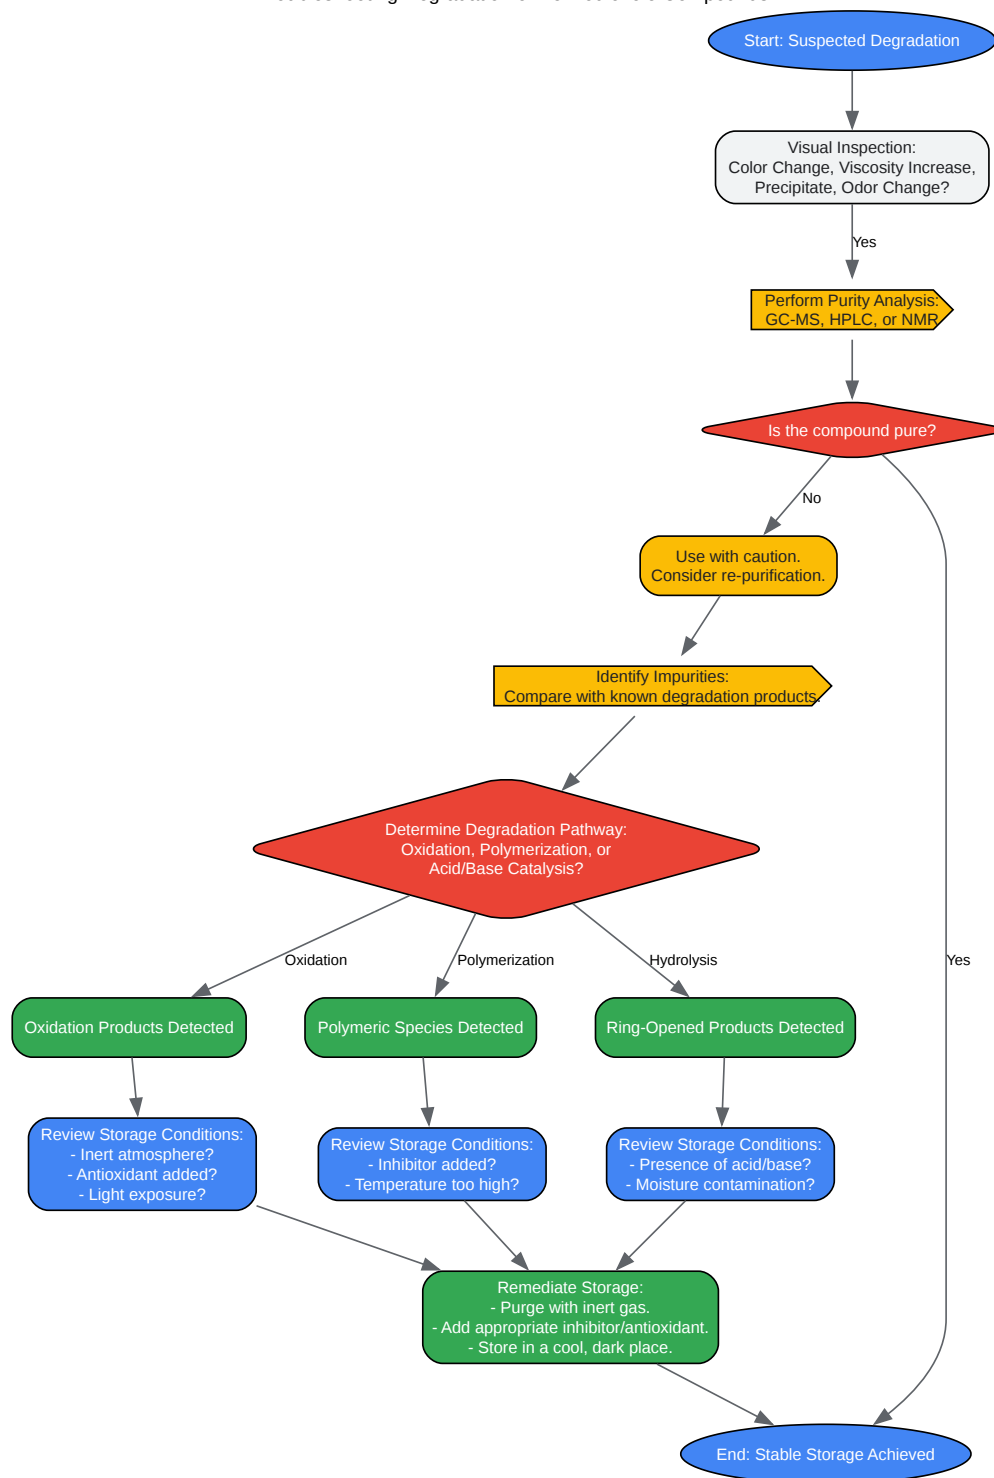 Start: Suspected Degradation
Visual Inspection:
Color Change, Viscosity Increase,
Precipitate, Odor Change?
Yes
Perform Purity Analysis:
GC-MS, HPLC, or NMR
Is the compound pure?
No
Use with caution.
Consider re-purification.
Identify Impurities:
Compare with known degradation products.
Determine Degradation Pathway:
Oxidation, Polymerization, or
Acid/Base Catalysis?
Oxidation
Polymerization
Hydrolysis
Yes
Oxidation Products Detected
Polymeric Species Detected
Ring-Opened Products Detected
Review Storage Conditions:
- Inert atmosphere?
- Antioxidant added?
- Light exposure?
Review Storage Conditions:
- Inhibitor added?
- Temperature too high?
Review Storage Conditions:
- Presence of acid/base?
- Moisture contamination?
Remediate Storage:
- Purge with inert gas.
- Add appropriate inhibitor/antioxidant.
- Store in a cool, dark place.
End: Stable Storage Achieved